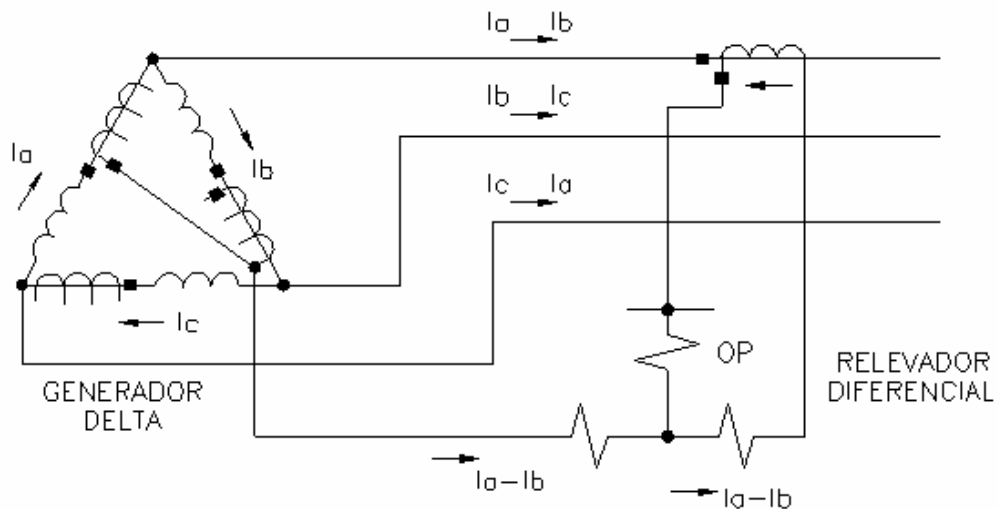 Ia Ib
Ib Ic
Ic Ia
Ia
Ib
Ic
GENERADOR
DELTA
OP
RELEVADOR
DIFERENCIAL
Ia-Ib
Ia-Ib